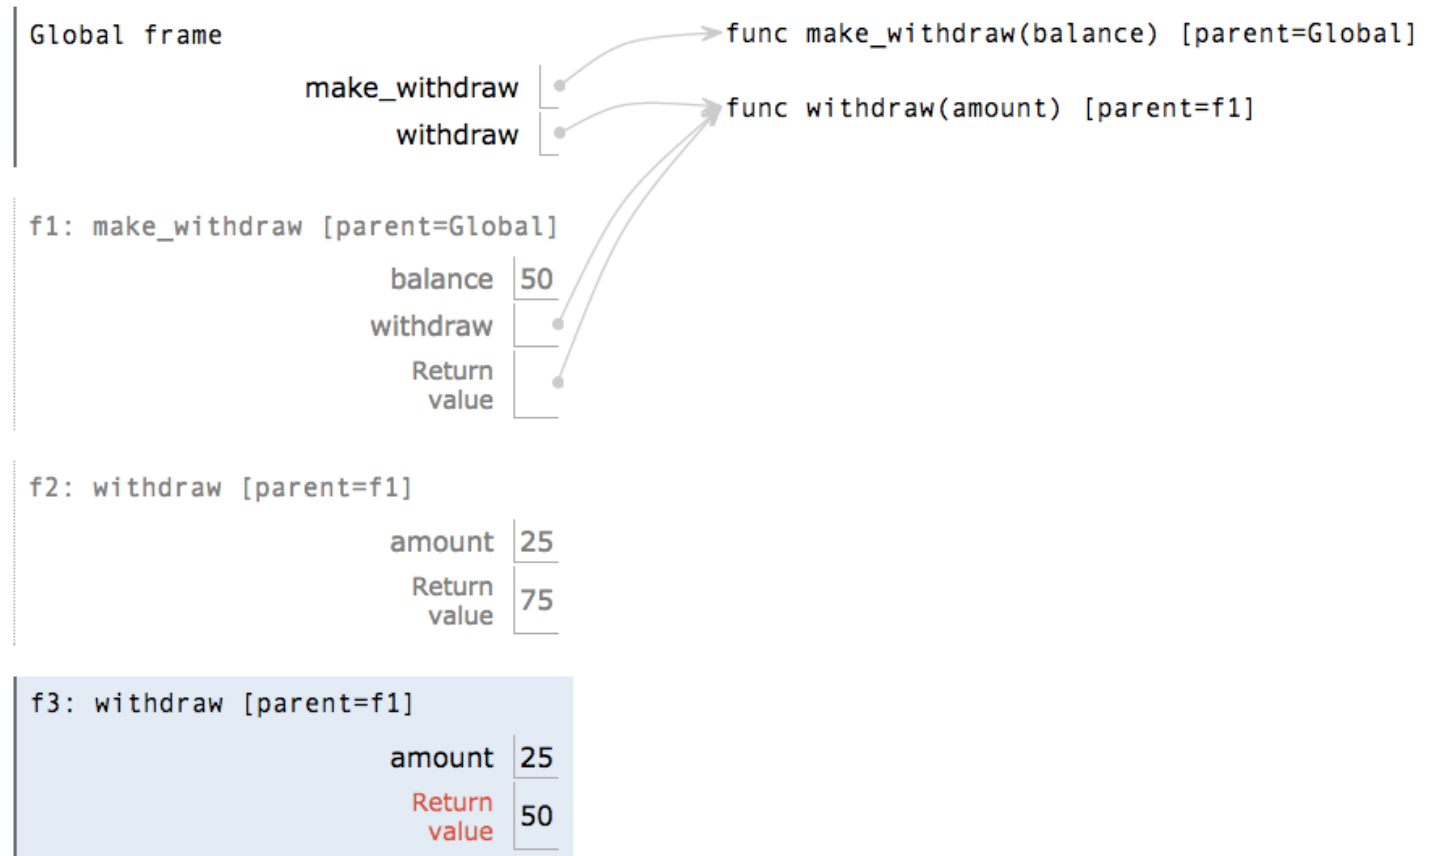 Global frame
make_withdraw
withdraw
func make_withdraw(balance) [parent=Global]
func withdraw(amount) [parent=f1]
f1: make_withdraw [parent=Global]
balance 50
withdraw
Return
value
f2: withdraw [parent=f1]
amount 25
Return
value
75
f3: withdraw [parent=f1]
amount 25
Return
value
50